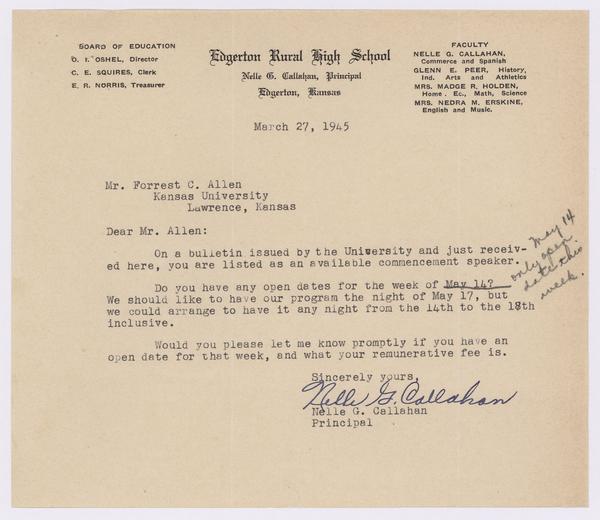 BOARD OF EDUCATION
O. I. OSHEL, Director
C. E. SQUIRES, Clerk
E. R. NORRIS, Treasurer
Edgerton Rural High School
Nelle G. Callahan, Principal
Edgerton, Kansas
FACULTY
NELLE G. CALLAHAN,
Commerce and Spanish
GLENN E. PEER, History,
Ind. Arts and Athletics
MRS. MADGE R. HOLDEN,
Home. Ec., Math, Science
MRS. NEDRA M. ERSKINE,
English and Music.
March 27, 1945
Mr. Forrest C. Allen
Kansas University
Lawrence, Kansas
Dear Mr. Allen:
On a bulletin issued by the University and just receiv-
ed here, you are listed as an available commencement speaker.
May 14
only open
date this
week.
Do you have any open dates for the week of May 14?
We should like to have our program the night of May 17, but
we could arrange to have it any night from the 14th to the 18th
inclusive.
Would you please let me know promptly if you have an
open date for that week, and what your remunerative fee is.
Sincerely yours,
Nelle G. Callahan
Nelle G. Callahan
Principal